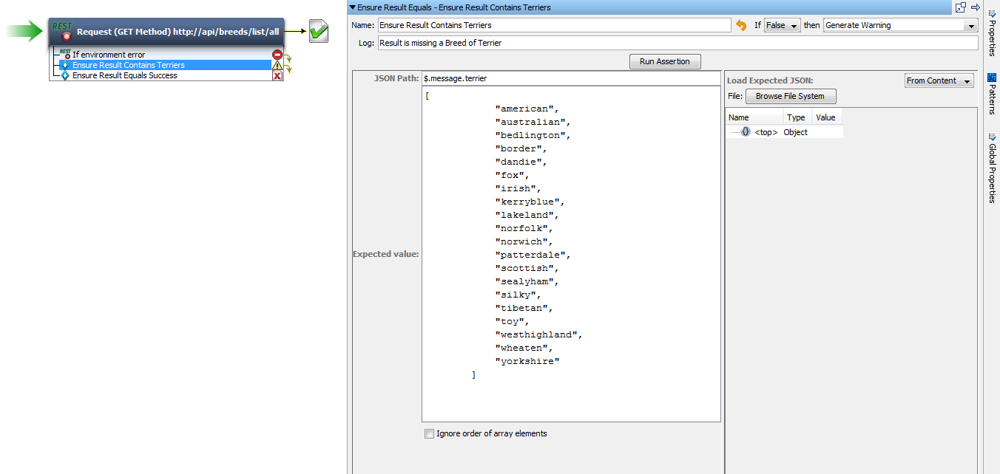 REST
Request (GET Method) http://api/breeds/list/all
REST
If environment error
Ensure Result Contains Terriers
Ensure Result Equals Success
Ensure Result Equals - Ensure Result Contains Terriers
Name: Ensure Result Contains Terriers If False then Generate Warning
Log: Result is missing a Breed of Terrier
Run Assertion
JSON Path: $.message.terrier
Expected value:
[
"american",
"australian",
"bedlington",
"border",
"dandie",
"fox",
"irish",
"kerryblue",
"lakeland",
"norfolk",
"norwich",
"patterdale",
"scottish",
"sealyham",
"silky",
"tibetan",
"toy",
"westhighland",
"wheaten",
"yorkshire"
]
Ignore order of array elements
Load Expected JSON: From Content
File: Browse File System
Name Type Value
{} <top> Object
Properties
Patterns
Global Properties